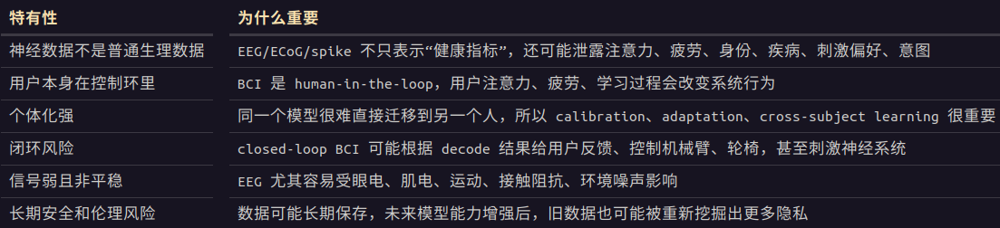 特有性 为什么重要
神经数据不是普通生理数据 EEG/ECoG/spike 不只表示“健康指标”，还可能泄露注意力、疲劳、身份、疾病、刺激偏好、意图
用户本身在控制环里 BCI 是 human-in-the-loop，用户注意力、疲劳、学习过程会改变系统行为
个体化强 同一个模型很难直接迁移到另一个人，所以 calibration、adaptation、cross-subject learning 很重要
闭环风险 closed-loop BCI 可能根据 decode 结果给用户反馈、控制机械臂、轮椅，甚至刺激神经系统
信号弱且非平稳 EEG 尤其容易受眼电、肌电、运动、接触阻抗、环境噪声影响
长期安全和伦理风险 数据可能长期保存，未来模型能力增强后，旧数据也可能被重新挖掘出更多隐私